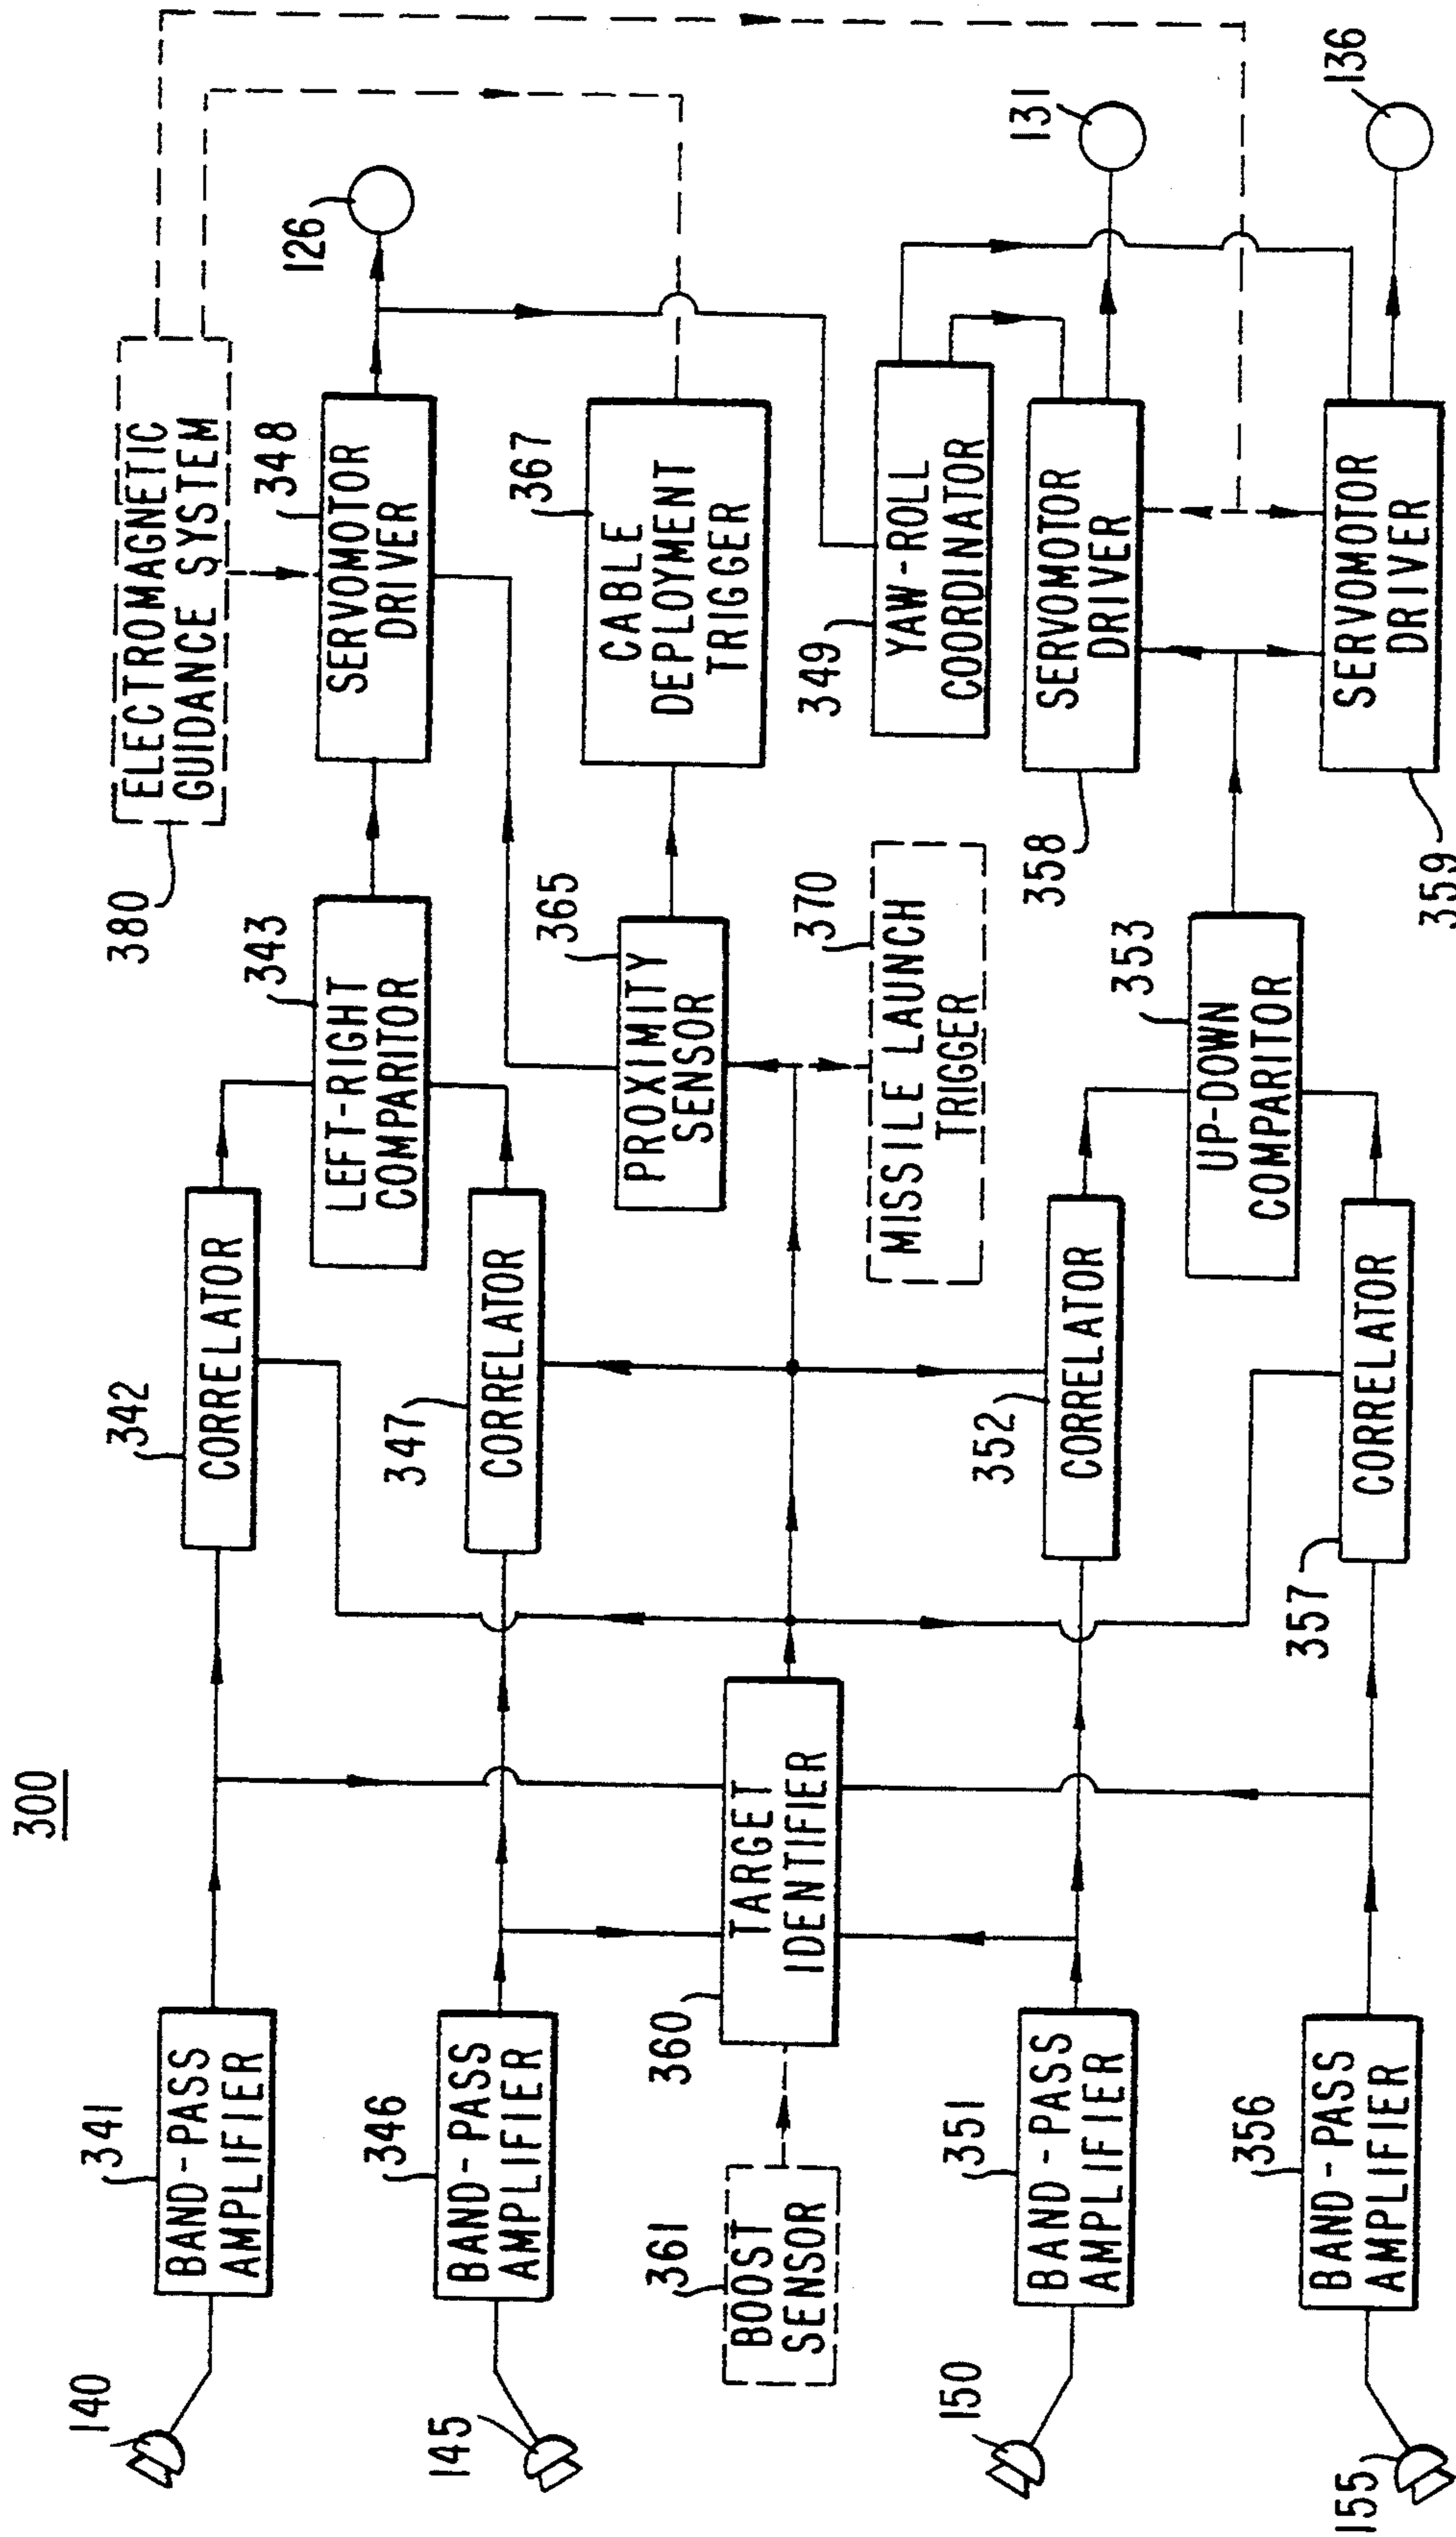 300
140
341
BAND-PASS
AMPLIFIER
342
CORRELATOR
343
LEFT-RIGHT
COMPARITOR
380
ELECTROMAGNETIC
GUIDANCE SYSTEM
348
SERVOMOTOR
DRIVER
126
145
346
BAND-PASS
AMPLIFIER
347
CORRELATOR
365
PROXIMITY
SENSOR
367
CABLE
DEPLOYMENT
TRIGGER
361
BOOST
SENSOR
360
TARGET
IDENTIFIER
370
MISSILE LAUNCH
TRIGGER
349
YAW-ROLL
COORDINATOR
150
351
BAND-PASS
AMPLIFIER
352
CORRELATOR
353
UP-DOWN
COMPARITOR
358
SERVOMOTOR
DRIVER
131
155
356
BAND-PASS
AMPLIFIER
357
CORRELATOR
359
SERVOMOTOR
DRIVER
136